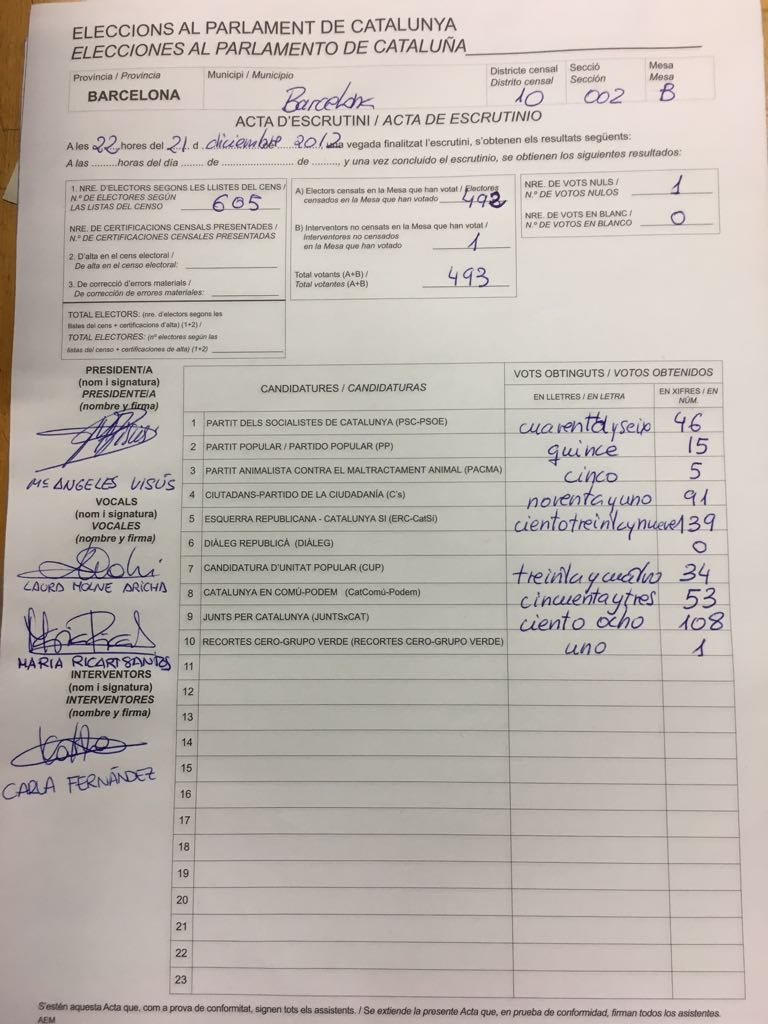 ELECCIONS AL PARLAMENT DE CATALUNYA
ELECCIONES AL PARLAMENTO DE CATALUÑA
Provincia / Provincia
BARCELONA
Municipi / Municipio
Barcelona
Districte censal
Distrito censal
10
Secció
Sección
002
Mesa
Mesa
B
ACTA D'ESCRUTINI / ACTA DE ESCRUTINIO
A les 22 hores del 21 d diciembre 2017 una vegada finalitzat l'escrutini, s'obtenen els resultats següents:
A las .........horas del día ...... de ....................... de ......., y una vez concluido el escrutinio, se obtienen los siguientes resultados:
1. NRE. D'ELECTORS SEGONS LES LLISTES DEL CENS /
N.º DE ELECTORES SEGÚN
LAS LISTAS DEL CENSO 605
NRE. DE CERTIFICACIONS CENSALS PRESENTADES /
N.º DE CERTIFICACIONES CENSALES PRESENTADAS
2. D'alta en el cens electoral /
De alta en el censo electoral:
3. De correcció d'errors materials /
De corrección de errores materiales:
TOTAL ELECTORS: (nre. d'electors segons les
llistes del cens + certificacions d'alta) (1+2) /
TOTAL ELECTORES: (nº electores según las
listas del censo + certificaciones de alta) (1+2)
A) Electors censats en la Mesa que han votat / Electores
censados en la Mesa que han votado 492
B) Interventors no censats en la Mesa que han votat /
Interventores no censados
en la Mesa que han votado 1
Total votants (A+B) /
Total votantes (A+B) 493
NRE. DE VOTS NULS /
N.º DE VOTOS NULOS 1
NRE. DE VOTS EN BLANC /
N.º DE VOTOS EN BLANCO 0
PRESIDENT/A
(nom i signatura)
PRESIDENTE/A
(nombre y firma)
Mª ANGELES VISÚS
VOCALS
(nom i signatura)
VOCALES
(nombre y firma)
LAURA MOLNE ARICHA
MARIA RICART SANTOS
INTERVENTORS
(nom i signatura)
INTERVENTORES
(nombre y firma)
CARLA FERNÁNDEZ
CANDIDATURES / CANDIDATURAS
VOTS OBTINGUTS / VOTOS OBTENIDOS
EN LLETRES / EN LETRA
EN XIFRES / EN
NÚM.
1 PARTIT DELS SOCIALISTES DE CATALUNYA (PSC-PSOE) cuarenta y seis 46
2 PARTIT POPULAR / PARTIDO POPULAR (PP) quince 15
3 PARTIT ANIMALISTA CONTRA EL MALTRACTAMENT ANIMAL (PACMA) cinco 5
4 CIUTADANS-PARTIDO DE LA CIUDADANÍA (C's) noventa y uno 91
5 ESQUERRA REPUBLICANA - CATALUNYA SI (ERC-CatSí) ciento treinta y nueve 139
6 DIÀLEG REPUBLICÀ (DIÀLEG) 0
7 CANDIDATURA D'UNITAT POPULAR (CUP) treinta y cuatro 34
8 CATALUNYA EN COMÚ-PODEM (CatComú-Podem) cincuenta y tres 53
9 JUNTS PER CATALUNYA (JUNTSxCAT) ciento ocho 108
10 RECORTES CERO-GRUPO VERDE (RECORTES CERO-GRUPO VERDE) uno 1
11
12
13
14
15
16
17
18
19
20
21
22
23
S'estén aquesta Acta que, com a prova de conformitat, signen tots els assistents. / Se extiende la presente Acta que, en prueba de conformidad, firman todos los asistentes.
AEM